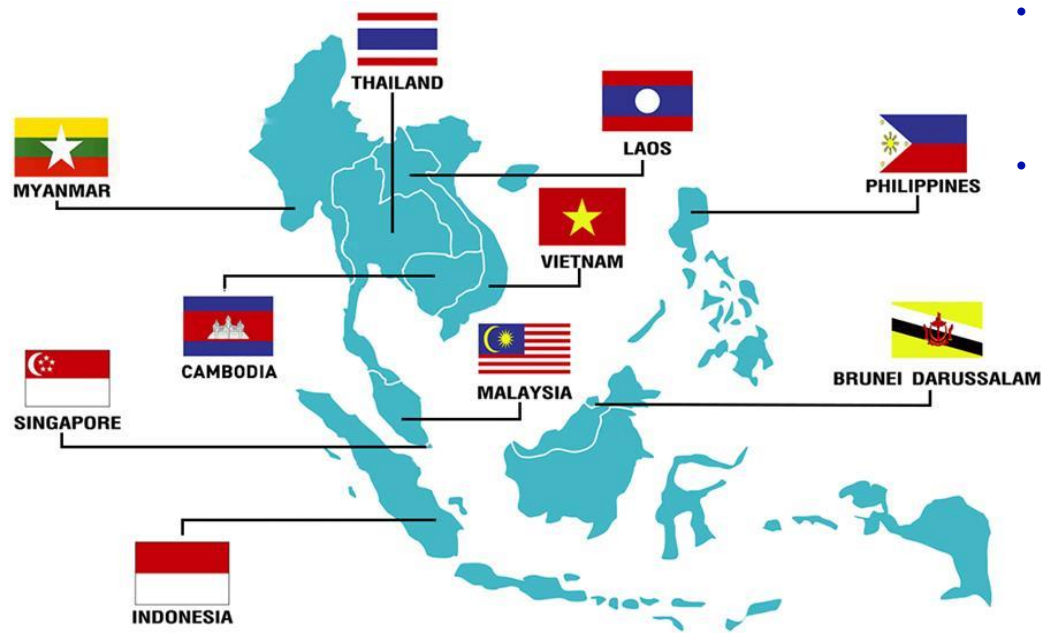 THAILAND
LAOS
MYANMAR
PHILIPPINES
VIETNAM
CAMBODIA
MALAYSIA
BRUNEI DARUSSALAM
SINGAPORE
INDONESIA